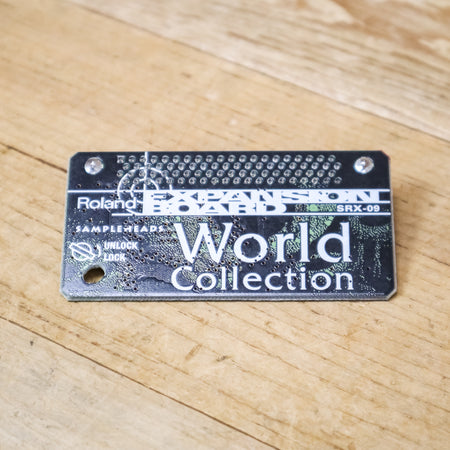 Roland EXPANSION
BOARD SRX-09
SAMPLEHEADS
UNLOCK
LOCK
World
Collection